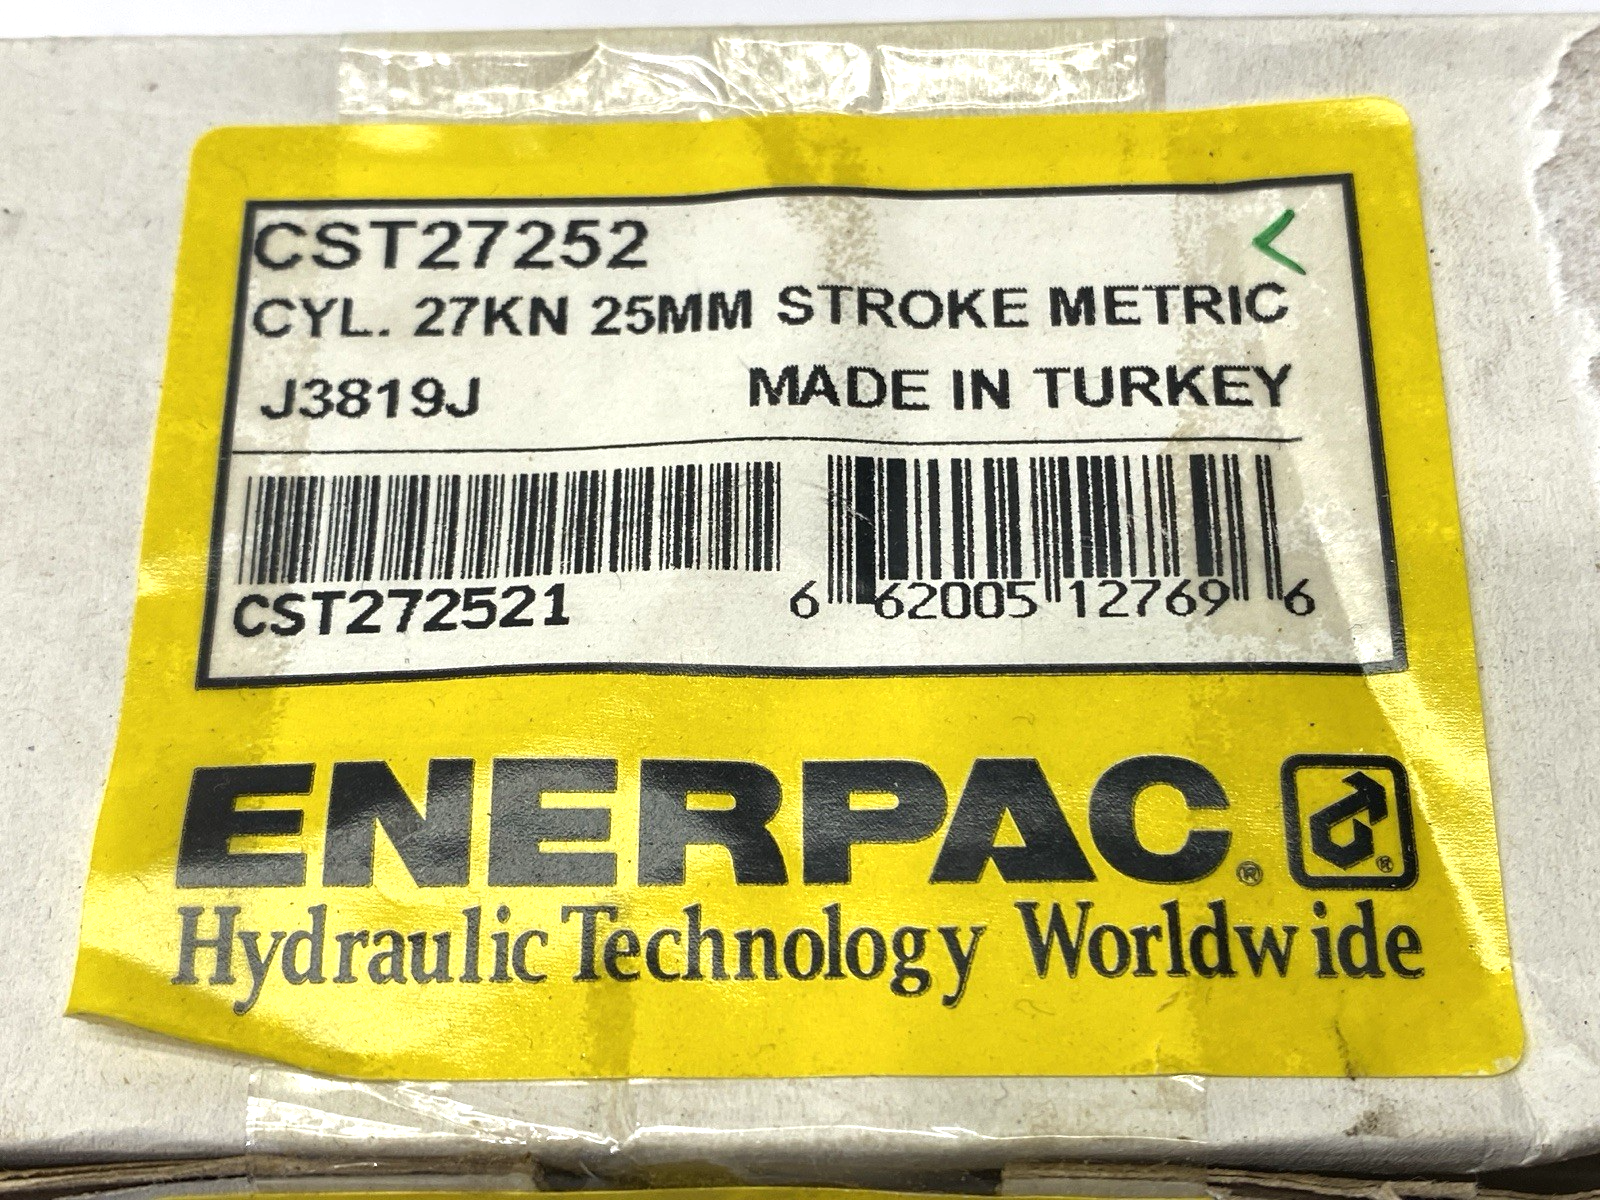 CST27252
CYL. 27KN 25MM STROKE METRIC
J3819J MADE IN TURKEY
CST272521
6 62005 12769 6
ENERPAC®
®
Hydraulic Technology Worldwide